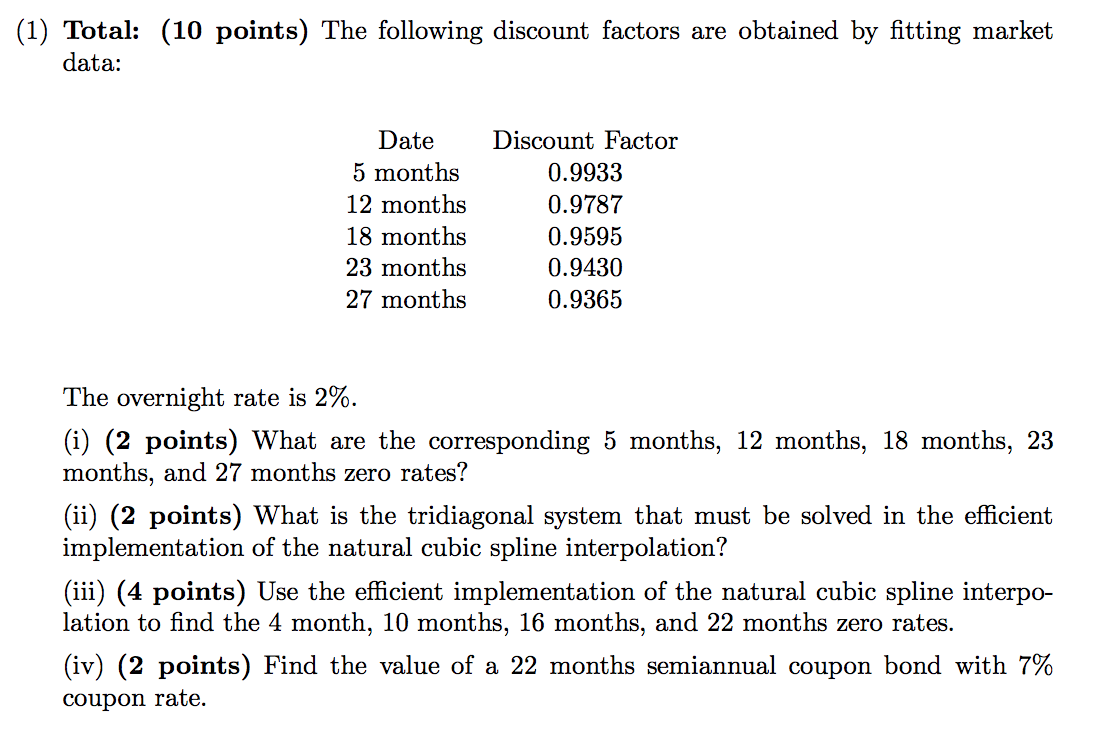 (1) Total: (10 points) The following discount factors are obtained by fitting market
data:
Date Discount Factor
5 months 0.9933
12 months 0.9787
18 months 0.9595
23 months 0.9430
27 months 0.9365
The overnight rate is 2%.
(i) (2 points) What are the corresponding 5 months, 12 months, 18 months, 23
months, and 27 months zero rates?
(ii) (2 points) What is the tridiagonal system that must be solved in the efficient
implementation of the natural cubic spline interpolation?
(iii) (4 points) Use the efficient implementation of the natural cubic spline interpo-
lation to find the 4 month, 10 months, 16 months, and 22 months zero rates.
(iv) (2 points) Find the value of a 22 months semiannual coupon bond with 7%
coupon rate.